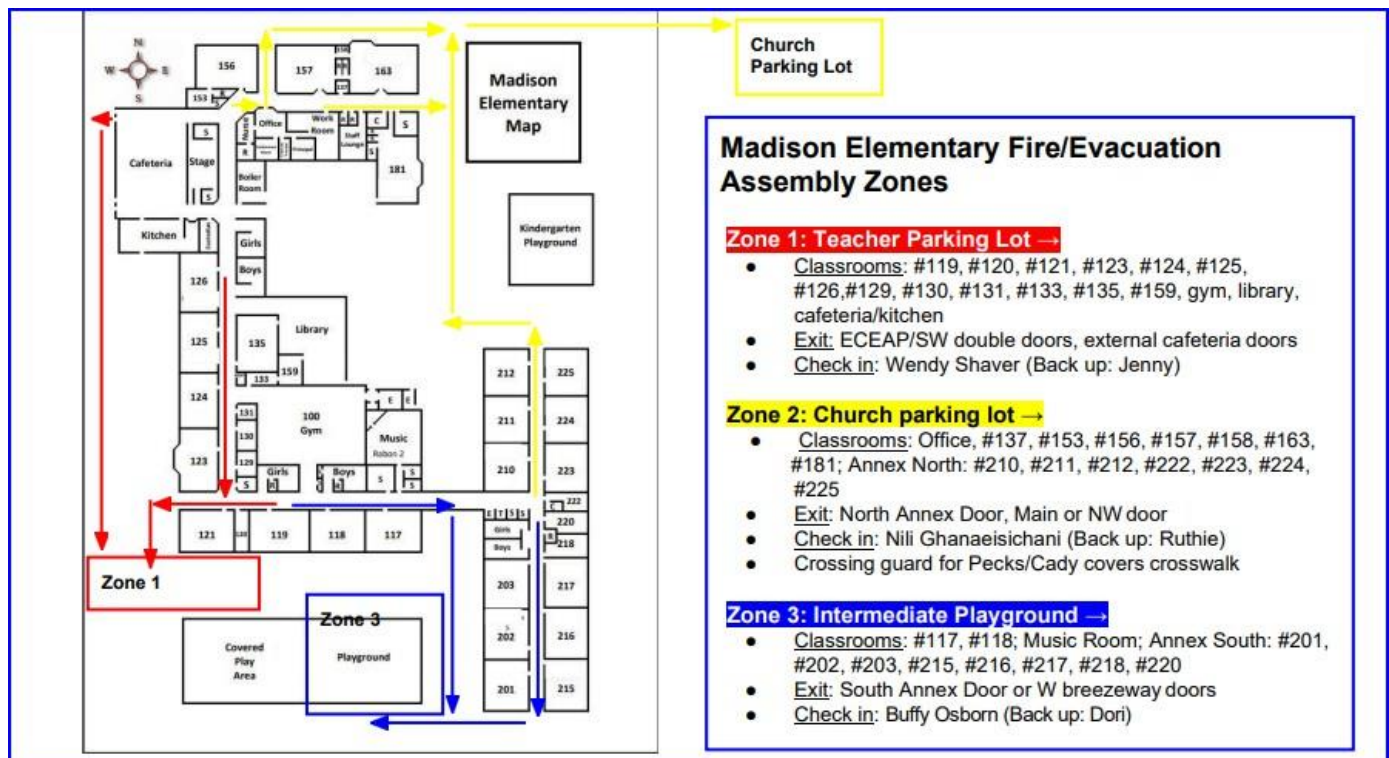 Church
Parking Lot
N
W
E
S
156
157
163
153
Madison
Elementary
Map
Nurse
Office
Work
Room
Staff
Lounge
C
S
R
Principal
181
Cafeteria
Stage
S
S
Boiler
Room
Kitchen
Girls
Boys
Kindergarten
Playground
126
125
124
123
Library
135
159
133
131
130
129
S
100
Gym
E
E
Music
Girls
Boys
S
S
S
212
225
211
224
210
223
222
E T S S
C
220
Girls
Boys
R
218
121
119
118
117
203
217
202
216
201
215
Zone 1
Zone 3
Covered
Play
Area
Playground
Madison Elementary Fire/Evacuation
Assembly Zones
Zone 1: Teacher Parking Lot →
● Classrooms: #119, #120, #121, #123, #124, #125,
#126,#129, #130, #131, #133, #135, #159, gym, library,
cafeteria/kitchen
● Exit: ECEAP/SW double doors, external cafeteria doors
● Check in: Wendy Shaver (Back up: Jenny)
Zone 2: Church parking lot →
● Classrooms: Office, #137, #153, #156, #157, #158, #163,
#181; Annex North: #210, #211, #212, #222, #223, #224,
#225
● Exit: North Annex Door, Main or NW door
● Check in: Nili Ghanaeisichani (Back up: Ruthie)
● Crossing guard for Pecks/Cady covers crosswalk
Zone 3: Intermediate Playground →
● Classrooms: #117, #118; Music Room; Annex South: #201,
#202, #203, #215, #216, #217, #218, #220
● Exit: South Annex Door or W breezeway doors
● Check in: Buffy Osborn (Back up: Dori)